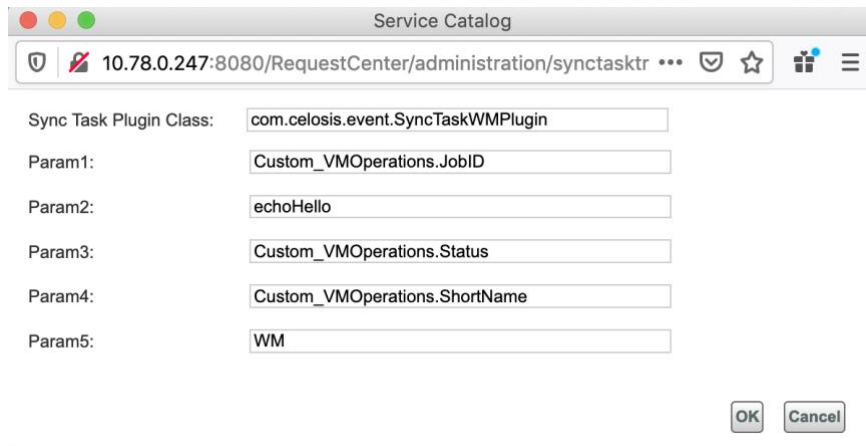 Service Catalog
10.78.0.247:8080/RequestCenter/administration/synctasktr
Sync Task Plugin Class: com.celosis.event.SyncTaskWMPlugin
Param1: Custom_VMOperations.JobID
Param2: echoHello
Param3: Custom_VMOperations.Status
Param4: Custom_VMOperations.ShortName
Param5: WM
OK Cancel